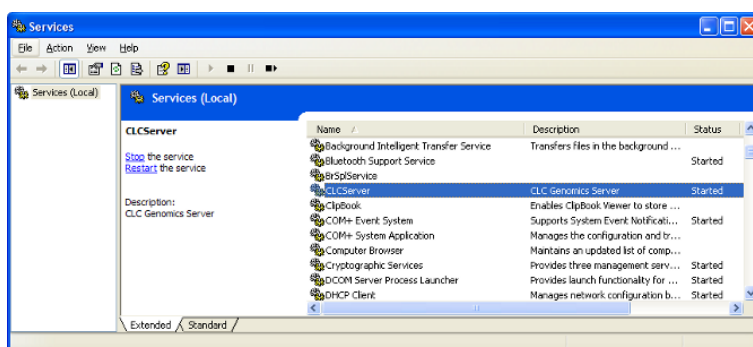 Services
File Action View Help
Services (Local)
Services (Local)
CLCServer
Stop the service
Restart the service
Description:
CLC Genomics Server
Name Description Status
Background Intelligent Transfer Service Transfers files in the background ...
Bluetooth Support Service Started
BrSplService
CLCServer CLC Genomics Server Started
ClipBook Enables ClipBook Viewer to store ...
COM+ Event System Supports System Event Notificati... Started
COM+ System Application Manages the configuration and tr...
Computer Browser Maintains an updated list of comp...
Cryptographic Services Provides three management serv... Started
DCOM Server Process Launcher Provides launch functionality for ... Started
DHCP Client Manages network configuration b... Started
Extended Standard